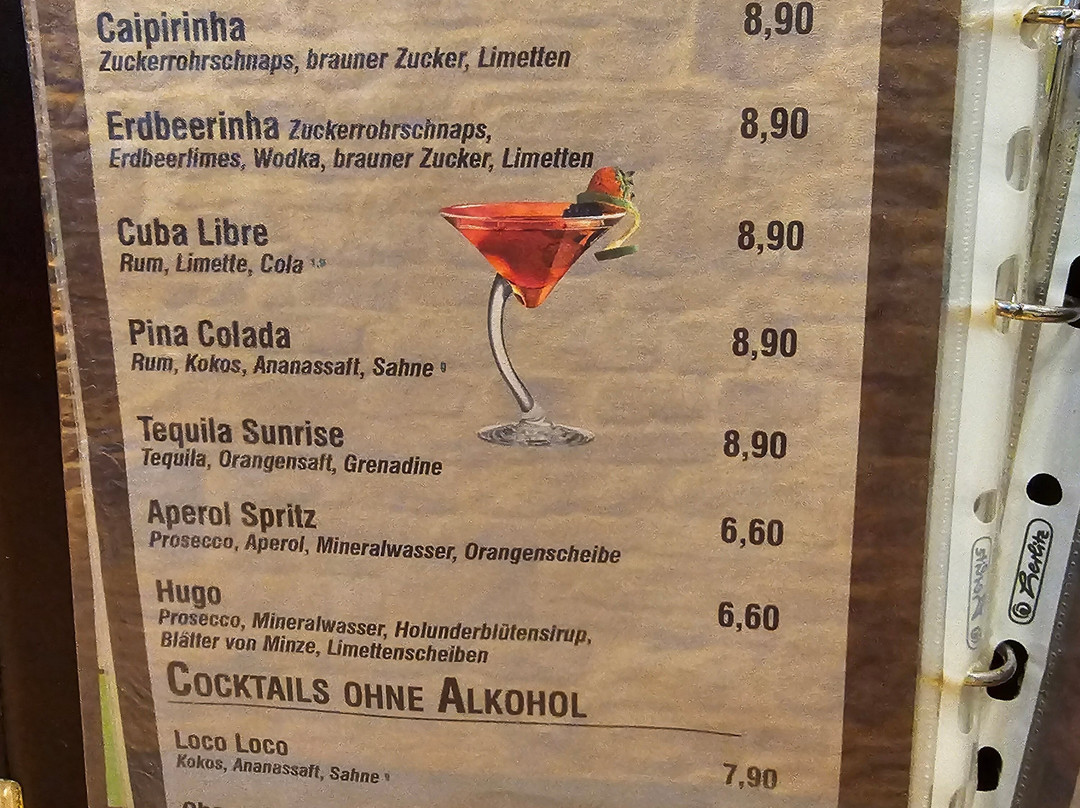 Caipirinha 8,90
Zuckerrohrschnaps, brauner Zucker, Limetten
Erdbeerinha Zuckerrohrschnaps, 8,90
Erdbeerlimes, Wodka, brauner Zucker, Limetten
Cuba Libre 8,90
Rum, Limette, Cola
Pina Colada 8,90
Rum, Kokos, Ananassaft, Sahne 9
Tequila Sunrise 8,90
Tequila, Orangensaft, Grenadine
Aperol Spritz 6,60
Prosecco, Aperol, Mineralwasser, Orangenscheibe
Hugo 6,60
Prosecco, Mineralwasser, Holunderblütensirup,
Blätter von Minze, Limettenscheiben
COCKTAILS OHNE ALKOHOL
Loco Loco 7,90
Kokos, Ananassaft, Sahne
Herlitz